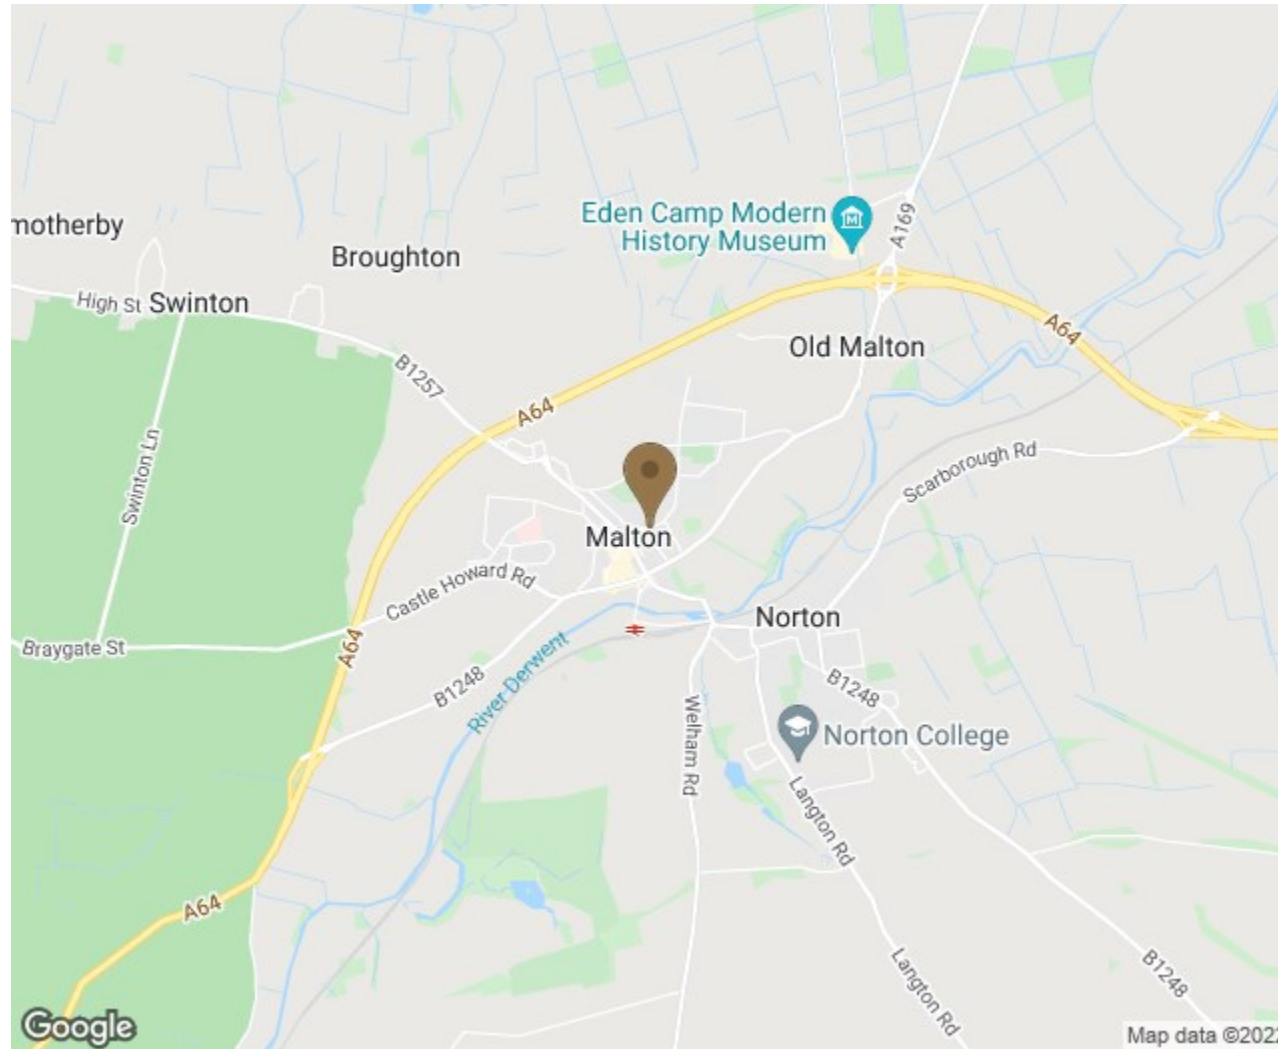 motherby
Broughton
Eden Camp Modern
History Museum
A169
High St
Swinton
A64
Old Malton
B1257
A64
Swinton Ln
Scarborough Rd
Malton
Castle Howard Rd
Norton
Braygate St
A64
B1248
River Derwent
B1248
Welham Rd
Norton College
Langton Rd
A64
Langton Rd
B1248
Google
Map data ©2022